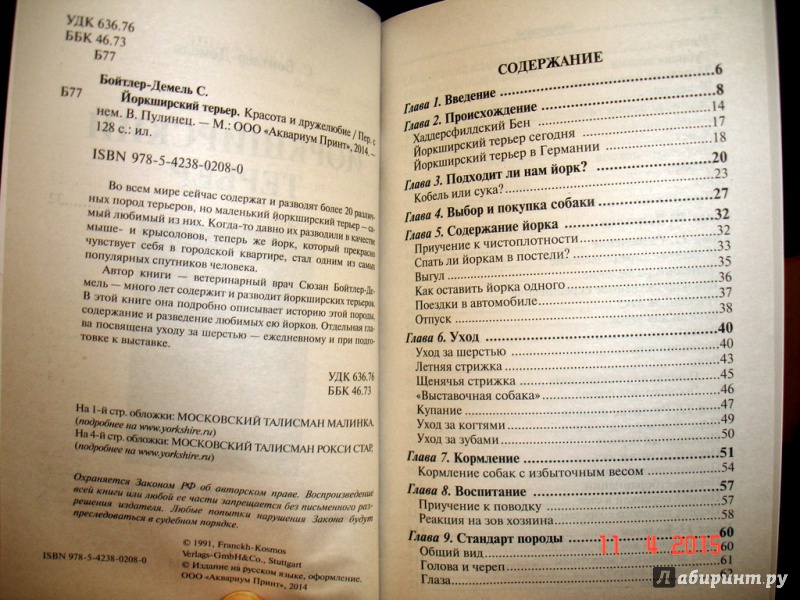 УДК 636.76
ББК 46.73
Б77
Бойтлер-Демель С.
Б77 Йоркширский терьер. Красота и дружелюбие / Пер. с
нем. В. Пулинец. — М.: ООО «Аквариум Принт», 2014. –
128 с.: ил.
ISBN 978-5-4238-0208-0
Во всем мире сейчас содержат и разводят более 20 различ-
ных пород терьеров, но маленький йоркширский терьер – са-
мый любимый из них. Когда-то давно их разводили в качестве
мыше- и крысоловов, теперь же йорк, который прекрасно
чувствует себя в городской квартире, стал одним из самых
популярных спутников человека.
Автор книги — ветеринарный врач Сюзан Бойтлер-Де-
мель — много лет содержит и разводит йоркширских терьеров.
В этой книге она подробно описывает историю этой породы,
содержание и разведение любимых ею йорков. Отдельная гла-
ва посвящена уходу за шерстью — ежедневному и при подго-
товке к выставке.
УДК 636.76
ББК 46.73
На 1-й стр. обложки: МОСКОВСКИЙ ТАЛИСМАН МАЛИНКА.
(подробнее на www.yorkshire.ru)
На 4-й стр. обложки: МОСКОВСКИЙ ТАЛИСМАН РОКСИ СТАР.
(подробнее на www.yorkshire.ru)
Охраняется Законом РФ об авторском праве. Воспроизведение
всей книги или любой ее части запрещается без письменного раз-
решения издателя. Любые попытки нарушения Закона будут
преследоваться в судебном порядке.
© 1991, Franckh-Kosmos
Verlags-GmbH&Co., Stuttgart
© Издание на русском языке, оформление.
ISBN 978-5-4238-0208-0 ООО «Аквариум Принт», 2014
СОДЕРЖАНИЕ
Глава 1. Введение 6
Глава 2. Происхождение 8
Хаддерсфилдский Бен 14
Йоркширский терьер сегодня 17
Йоркширский терьер в Германии 18
Глава 3. Подходит ли нам йорк? 20
Кобель или сука? 23
Глава 4. Выбор и покупка собаки 27
Глава 5. Содержание йорка 32
Приучение к чистоплотности 32
Спать ли йоркам в постели? 33
Выгул 35
Как оставить йорка одного 36
Поездки в автомобиле 37
Отпуск 38
Глава 6. Уход 40
Уход за шерстью 40
Летняя стрижка 43
Щенячья стрижка 45
«Выставочная собака» 46
Купание 47
Уход за когтями 49
Уход за зубами 50
Глава 7. Кормление 51
Кормление собак с избыточным весом 54
Глава 8. Воспитание 57
Приучение к поводку 57
Реакция на зов хозяина 58
Глава 9. Стандарт породы 60
Общий вид 60
Голова и череп 61
Глаза 62
11 4 2015
Лабиринт.ру